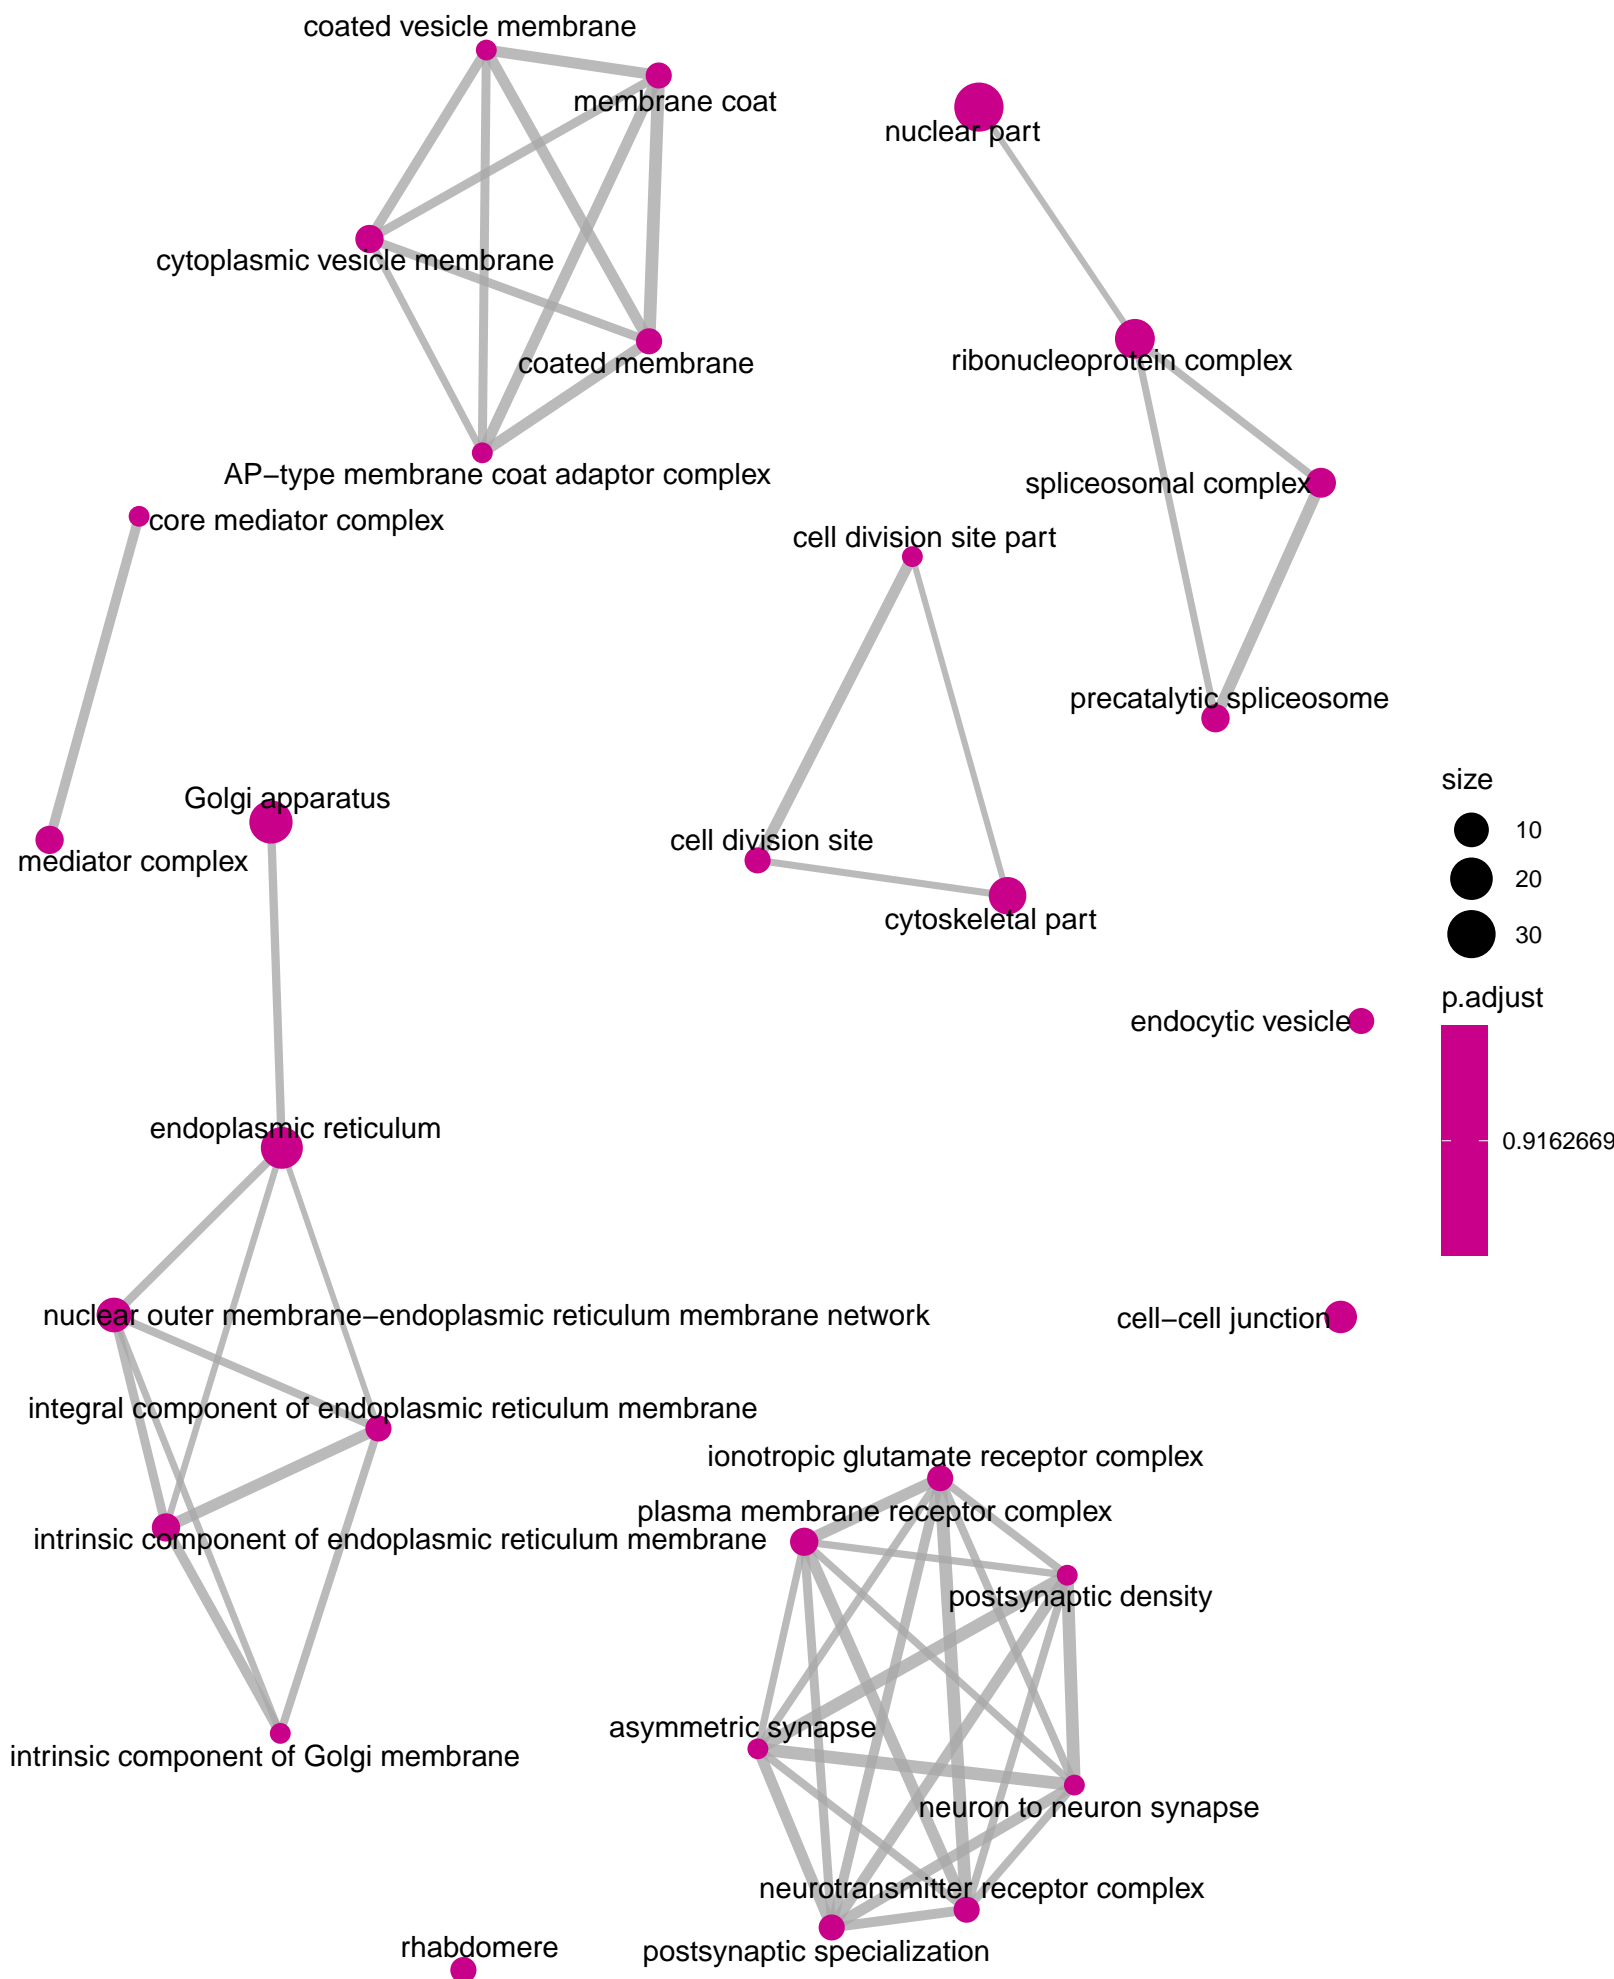 coated vesicle membrane
membrane coat
nuclear part
cytoplasmic vesicle membrane
ribonucleoprotein complex
coated membrane
AP−type membrane coat adaptor complex
spliceosomal complex
core mediator complex
cell division site part
precatalytic spliceosome
size
Golgi apparatus
10
cell division site
mediator complex
20
cytoskeletal part
30
p.adjust
endocytic vesicle
endoplasmic reticulum
0.9162669
nuclear outer membrane−endoplasmic reticulum membrane network
cell−cell junction
integral component of endoplasmic reticulum membrane
ionotropic glutamate receptor complex
plasma membrane receptor complex
intrinsic component of endoplasmic reticulum membrane
postsynaptic density
asymmetric synapse
intrinsic component of Golgi membrane
neuron to neuron synapse
neurotransmitter receptor complex
rhabdomere
postsynaptic specialization